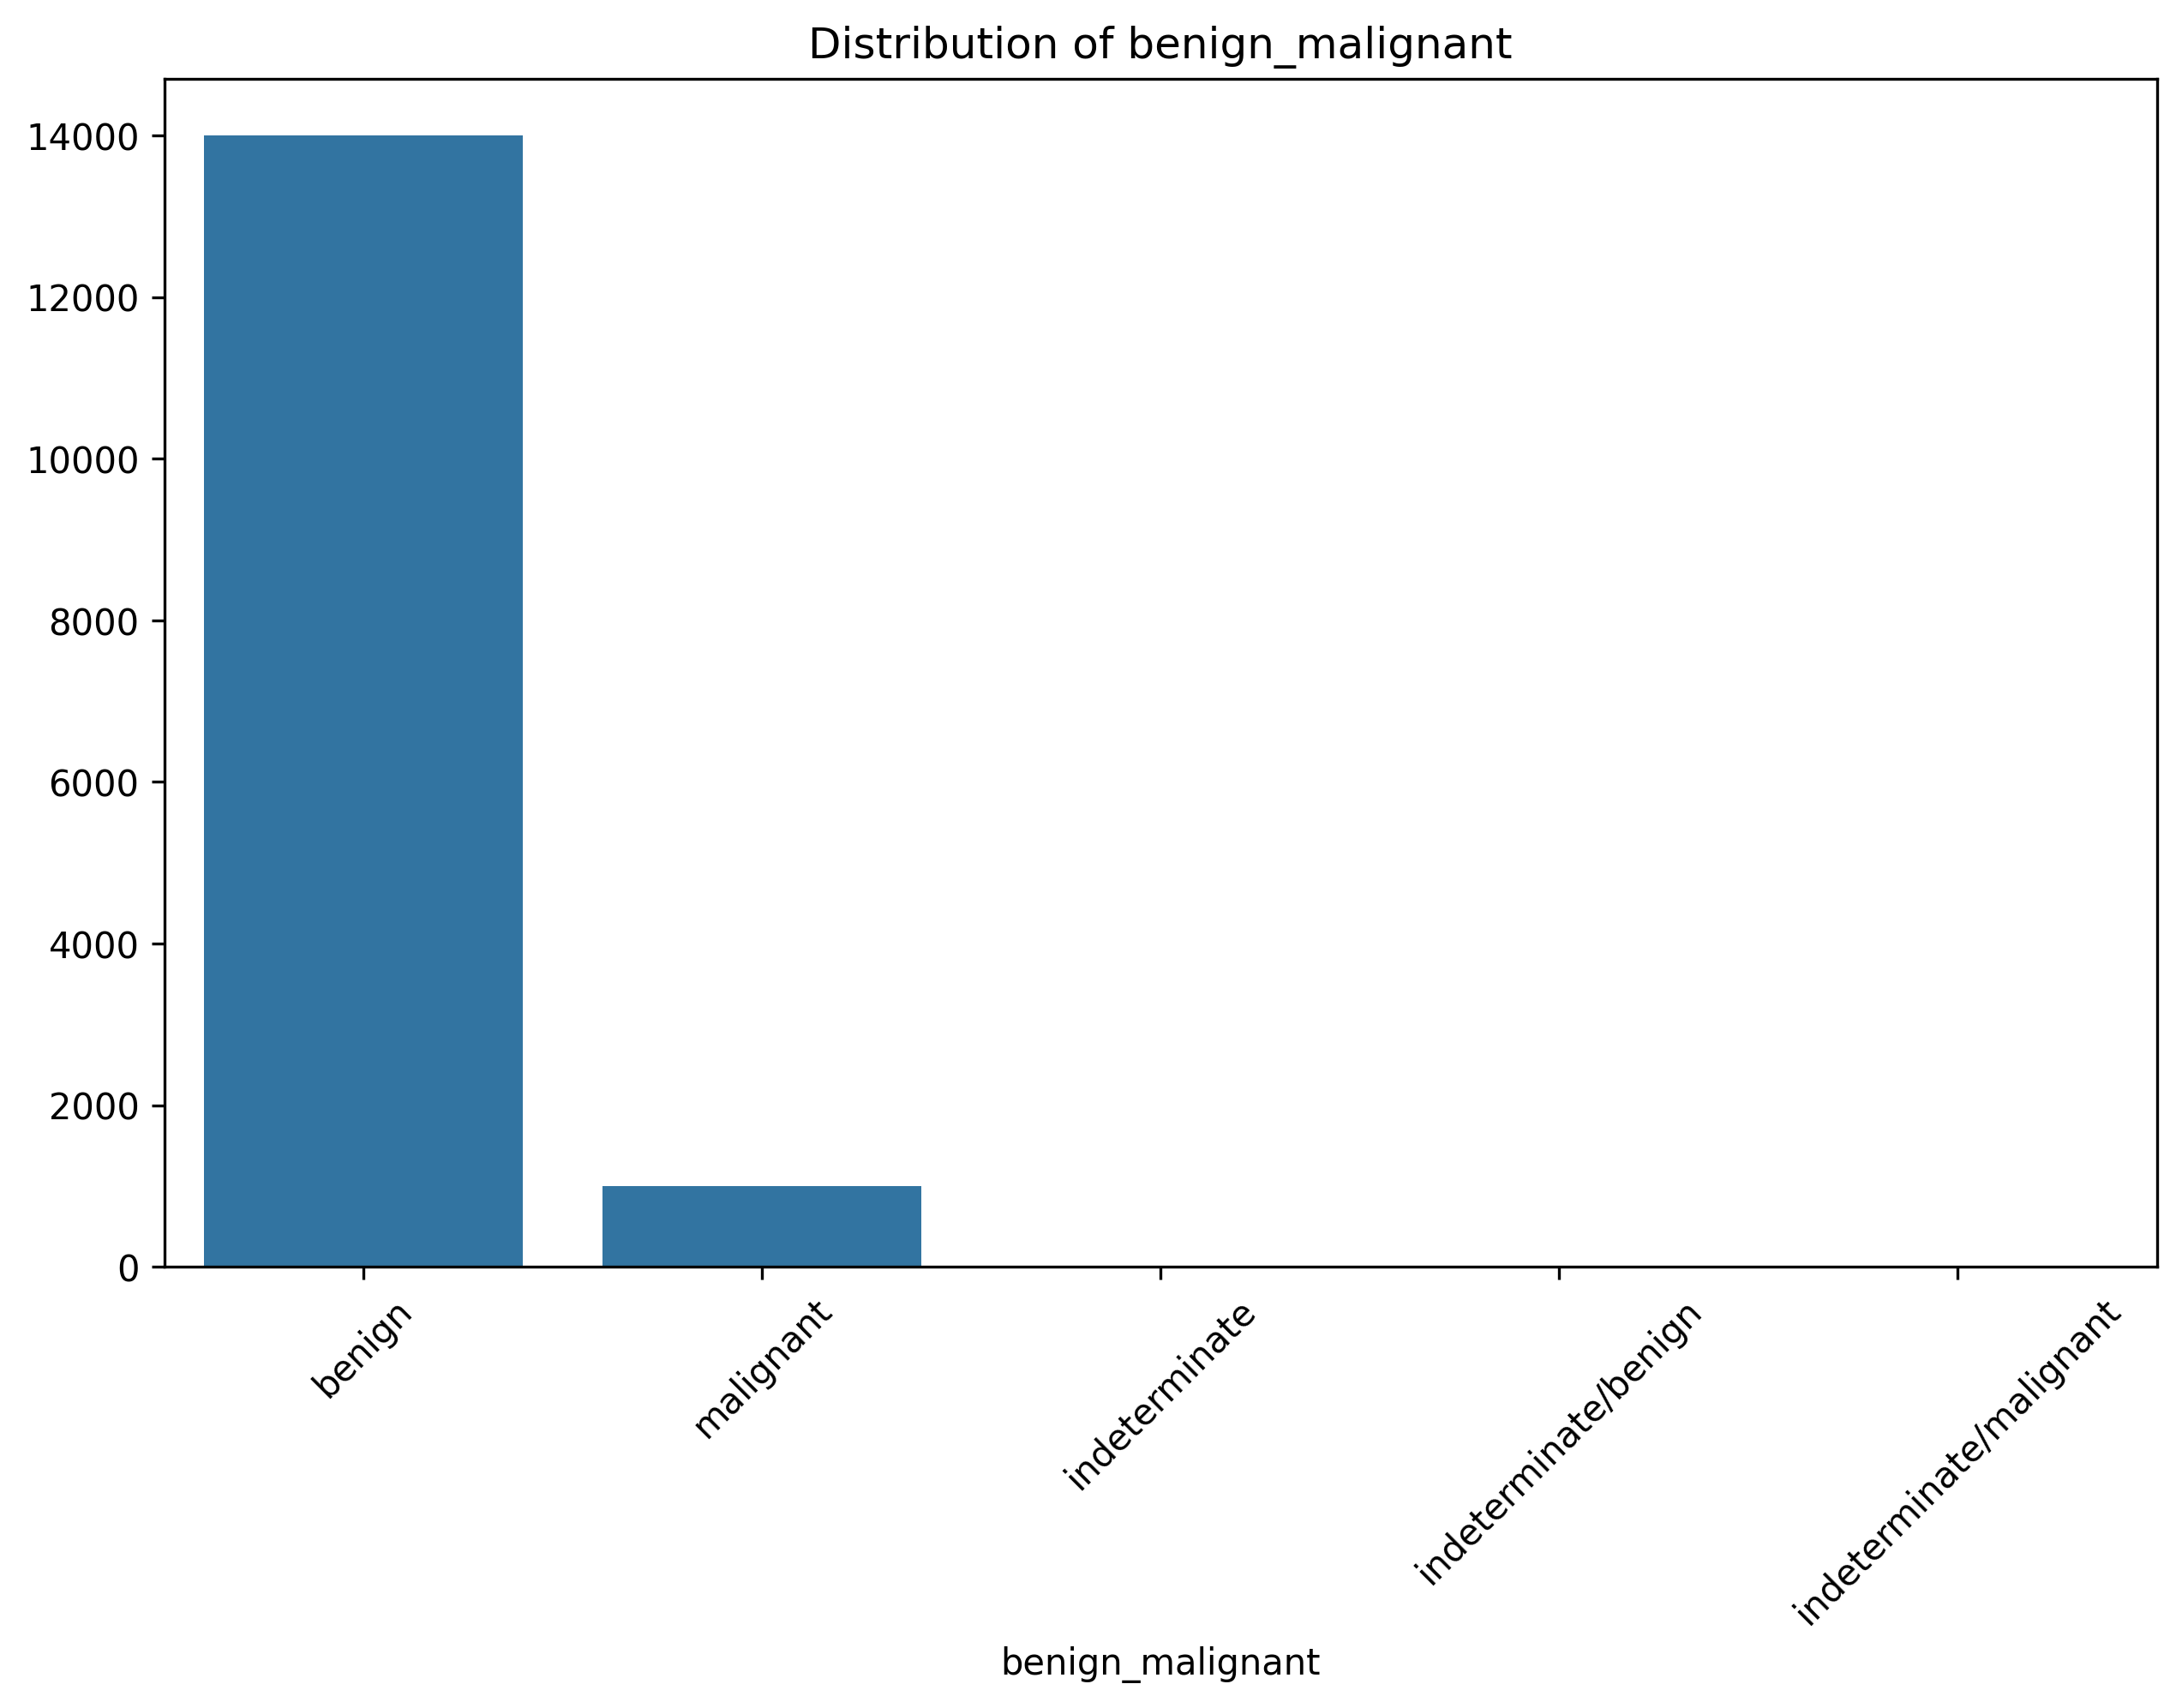 Distribution of benign_malignant
14000
12000
10000
8000
6000
4000
2000
0
benign
malignant
indeterminate
indeterminate/benign
indeterminate/malignant
benign_malignant